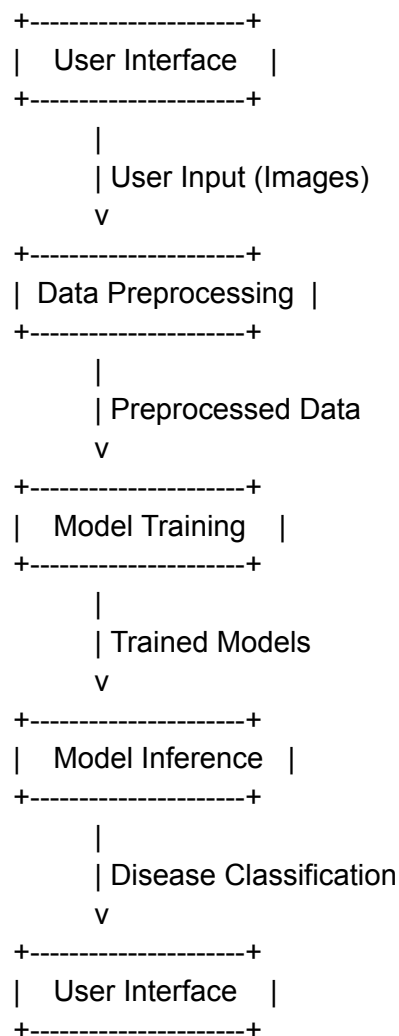 +----------------------+
|    User Interface    |
+----------------------+
|
| User Input (Images)
v
+----------------------+
|  Data Preprocessing  |
+----------------------+
|
| Preprocessed Data
v
+----------------------+
|    Model Training    |
+----------------------+
|
| Trained Models
v
+----------------------+
|    Model Inference   |
+----------------------+
|
| Disease Classification
v
+----------------------+
|    User Interface    |
+----------------------+